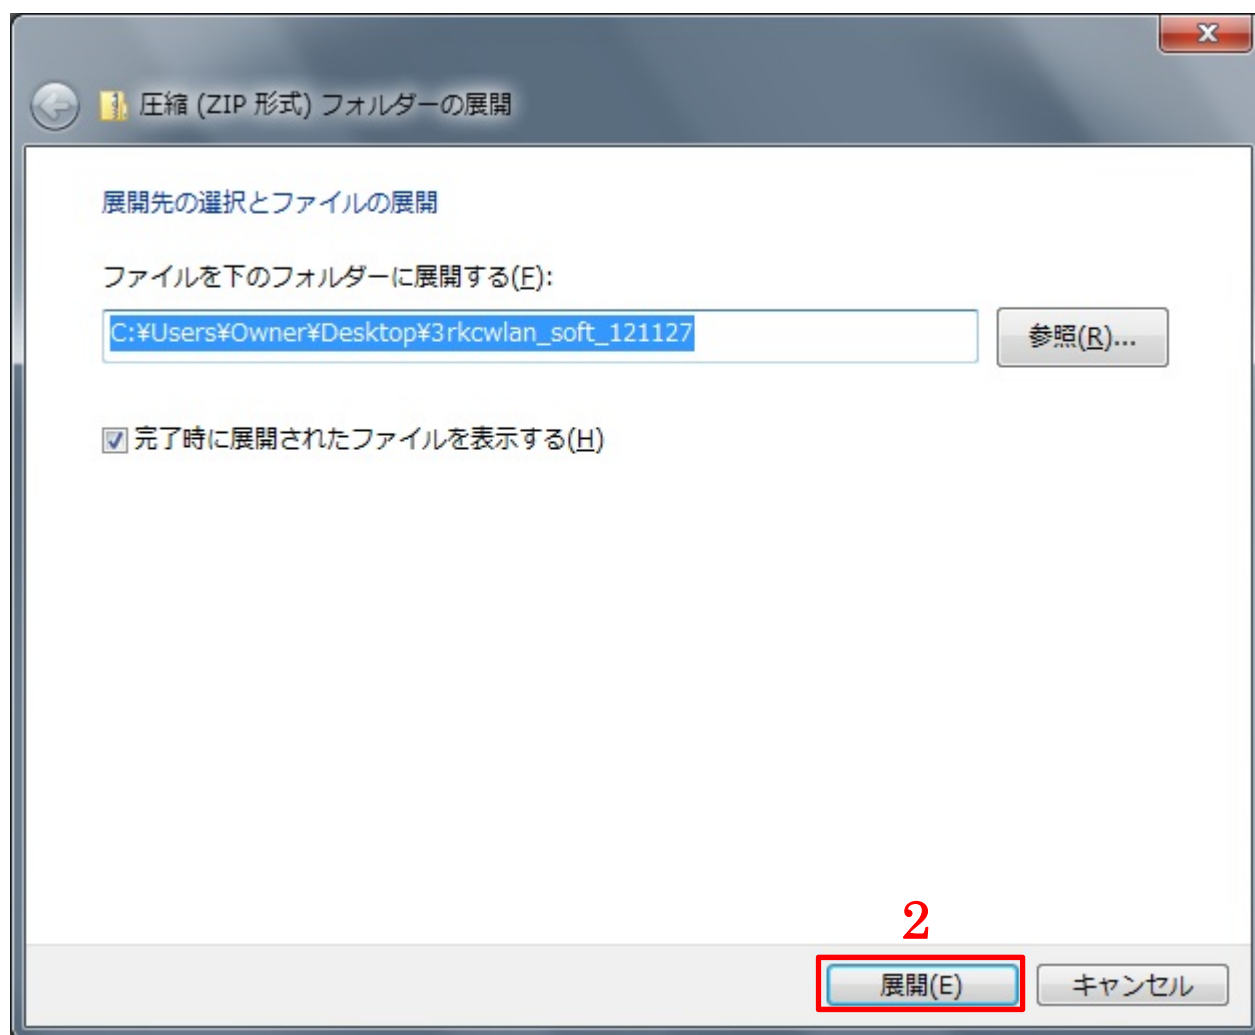 x
圧縮 (ZIP 形式) フォルダーの展開
展開先の選択とファイルの展開
ファイルを下のフォルダーに展開する(F):
C:¥Users¥Owner¥Desktop¥3rkcwlan_soft_121127
参照(R)...
完了時に展開されたファイルを表示する(H)
2
展開(E)
キャンセル